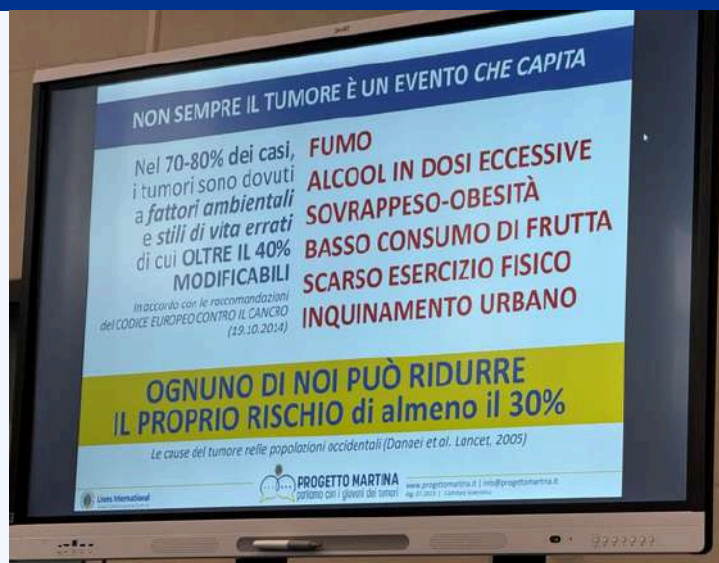 SMART
NON SEMPRE IL TUMORE È UN EVENTO CHE CAPITA
Nel 70-80% dei casi,
i tumori sono dovuti
a fattori ambientali
e stili di vita errati
di cui OLTRE IL 40%
MODIFICABILI
In accordo con le raccomandazioni
del CODICE EUROPEO CONTRO IL CANCRO
(19.10.2014)
FUMO
ALCOOL IN DOSI ECCESSIVE
SOVRAPPESO-OBESITÀ
BASSO CONSUMO DI FRUTTA
SCARSO ESERCIZIO FISICO
INQUINAMENTO URBANO
OGNUNO DI NOI PUÒ RIDURRE
IL PROPRIO RISCHIO di almeno il 30%
Le cause del tumore nelle popolazioni occidentali (Danaei et al. Lancet, 2005)
Lions International
PROGETTO MARTINA
parliamo con i giovani dei tumori
www.progettomartina.it | info@progettomartina.it